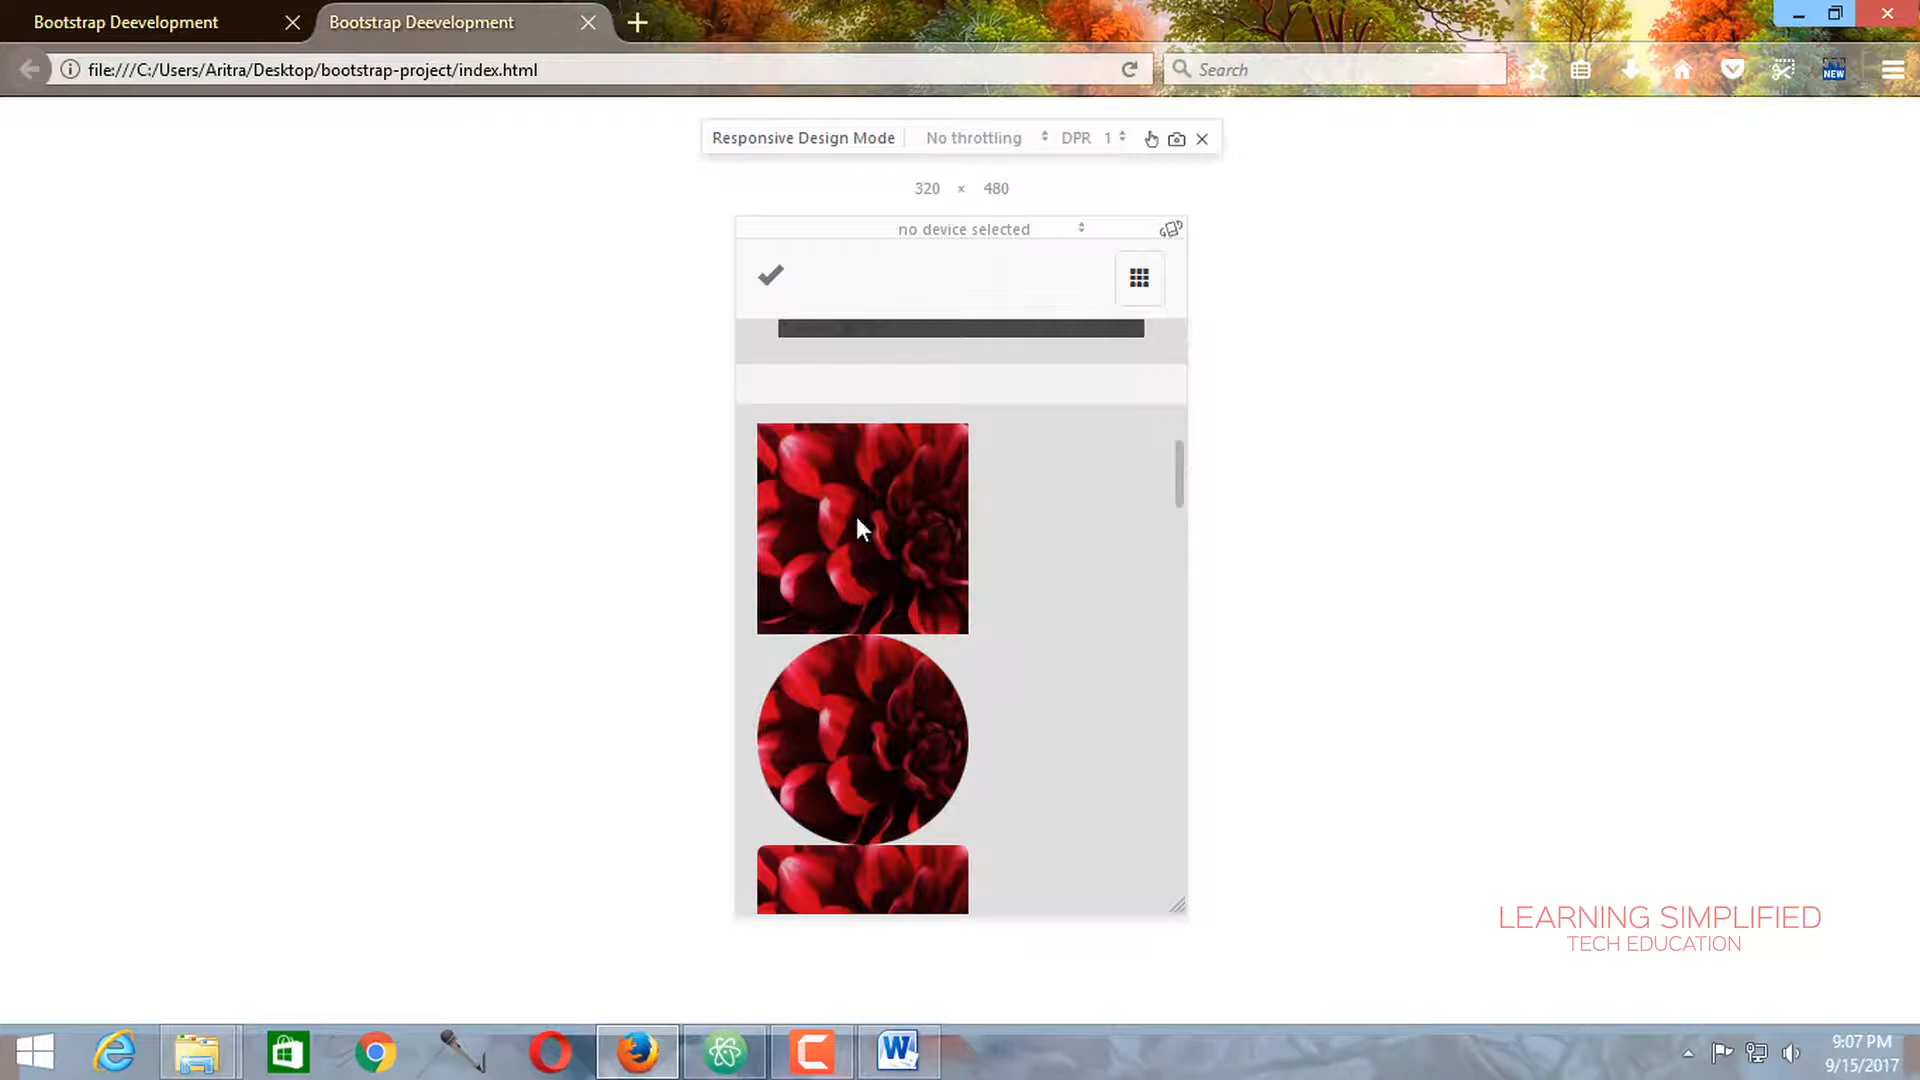 Bootstrap Deevelopment
Bootstrap Deevelopment
file:///C:/Users/Aritra/Desktop/bootstrap-project/index.html
Search
NEW
Responsive Design Mode
No throttling
DPR 1
320 x 480
no device selected
LEARNING SIMPLIFIED
TECH EDUCATION
9:07 PM
9/15/2017